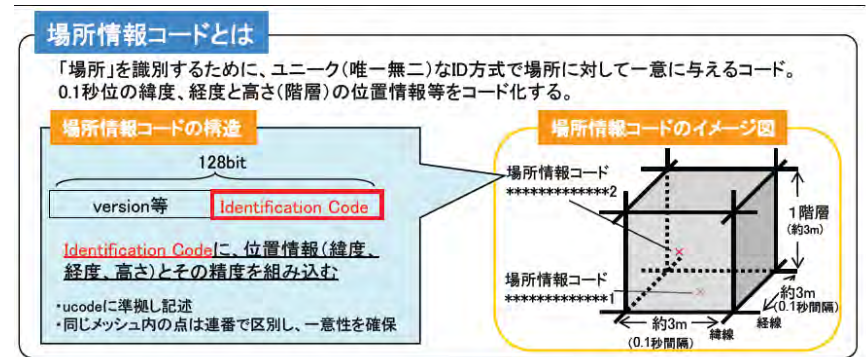 場所情報コードとは
「場所」を識別するために、ユニーク(唯一無二)なID方式で場所に対して一意に与えるコード。
0.1秒位の緯度、経度と高さ(階層)の位置情報等をコード化する。
場所情報コードの構造
128bit
version等
Identification Code
Identification Codeに、位置情報(緯度、
経度、高さ)とその精度を組み込む
・ucodeに準拠し記述
・同じメッシュ内の点は連番で区別し、一意性を確保
場所情報コードのイメージ図
場所情報コード
*************2
場所情報コード
*************1
1階層
(約3m)
約3m
(0.1秒間隔)
経線
緯線
約3m
(0.1秒間隔)